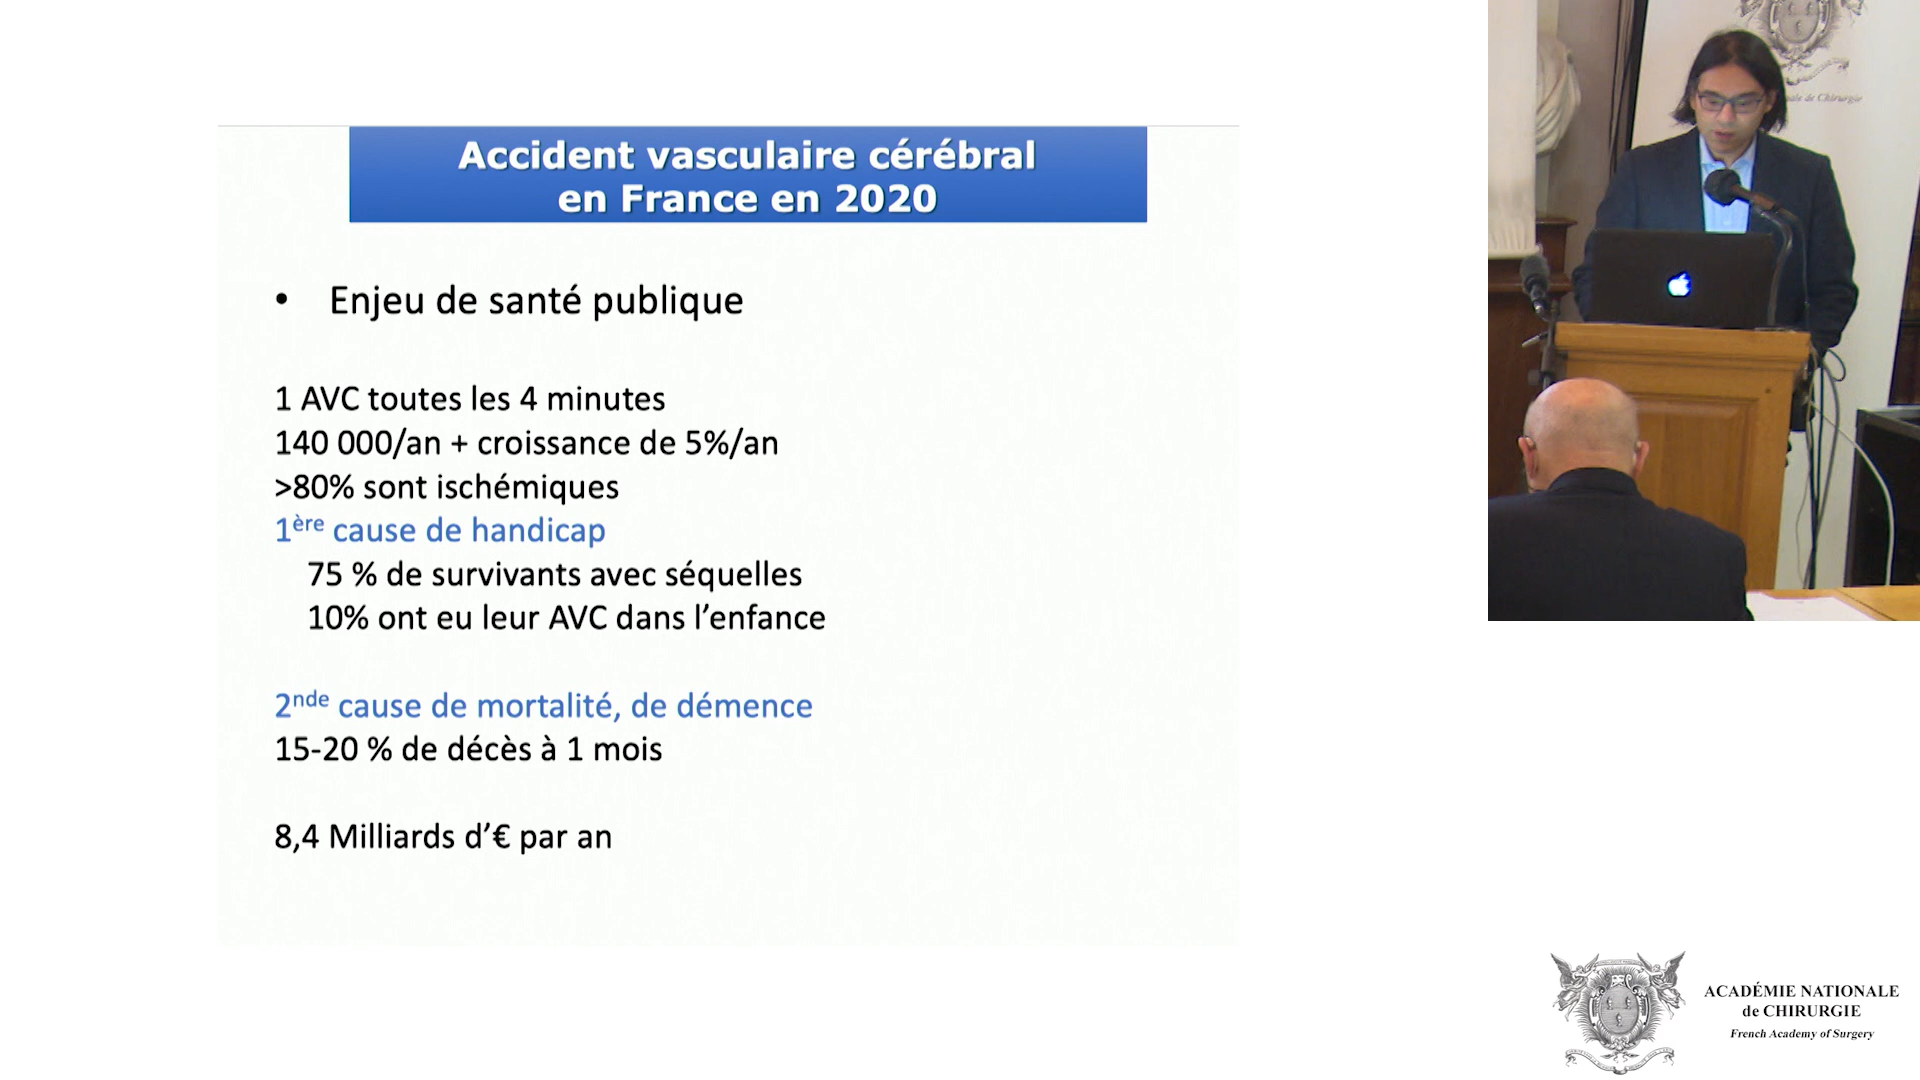 Accident vasculaire cérébral
en France en 2020
• Enjeu de santé publique
1 AVC toutes les 4 minutes
140 000/an + croissance de 5%/an
>80% sont ischémiques
1ère cause de handicap
75 % de survivants avec séquelles
10% ont eu leur AVC dans l’enfance
2nde cause de mortalité, de démence
15-20 % de décès à 1 mois
8,4 Milliards d’€ par an
ale de Chirurgie
ACADÉMIE NATIONALE
de CHIRURGIE
French Academy of Surgery